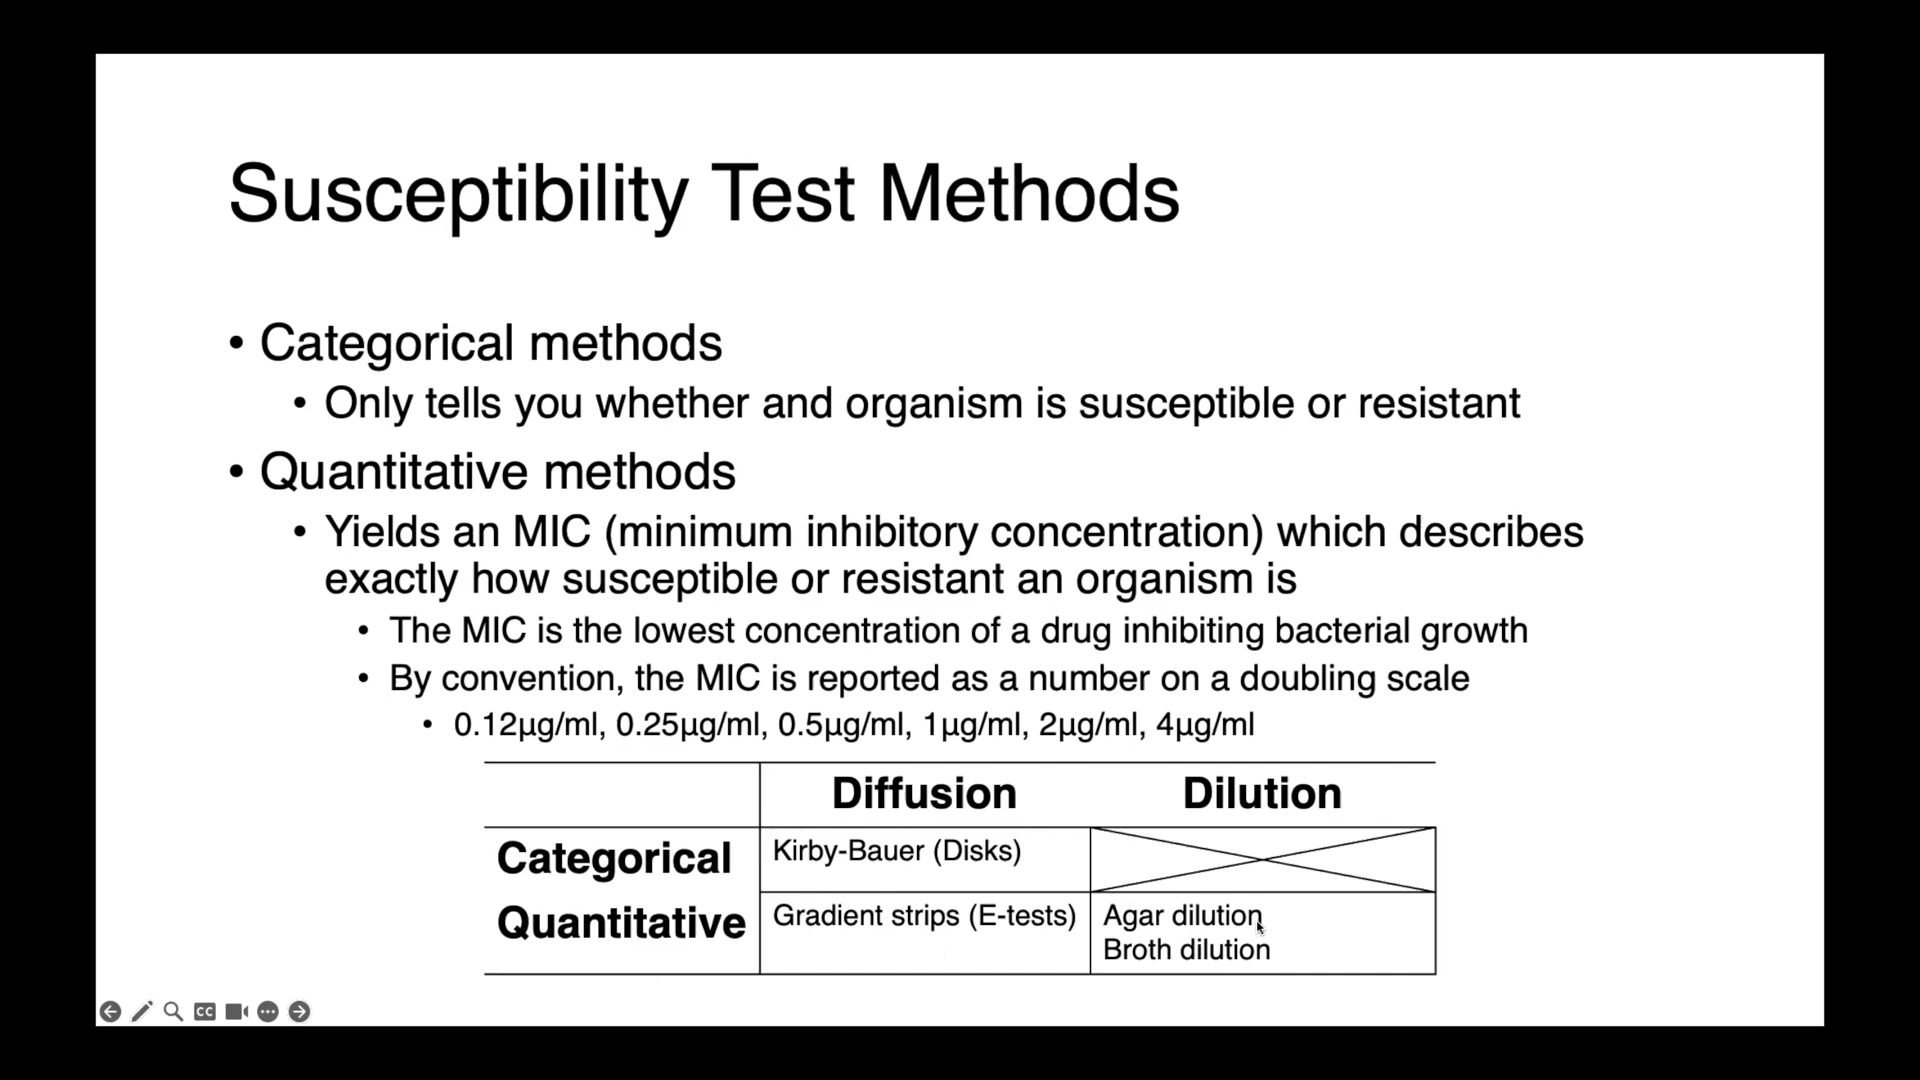 Susceptibility Test Methods
• Categorical methods
• Only tells you whether and organism is susceptible or resistant
• Quantitative methods
• Yields an MIC (minimum inhibitory concentration) which describes
exactly how susceptible or resistant an organism is
• The MIC is the lowest concentration of a drug inhibiting bacterial growth
• By convention, the MIC is reported as a number on a doubling scale
• 0.12µg/ml, 0.25µg/ml, 0.5µg/ml, 1µg/ml, 2µg/ml, 4µg/ml
Diffusion Dilution
Categorical Kirby-Bauer (Disks)
Quantitative Gradient strips (E-tests) Agar dilution
Broth dilution
CC